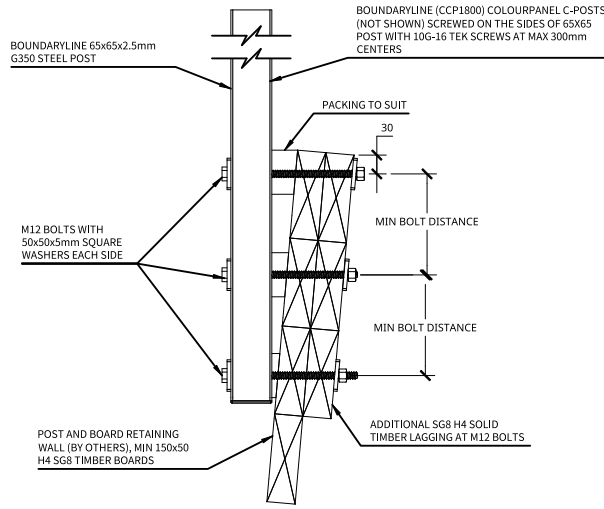 BOUNDARYLINE (CCP1800) COLOURPANEL C-POSTS
(NOT SHOWN) SCREWED ON THE SIDES OF 65X65
POST WITH 10G-16 TEK SCREWS AT MAX 300mm
CENTERS
BOUNDARYLINE 65x65x2.5mm
G350 STEEL POST
PACKING TO SUIT
30
MIN BOLT DISTANCE
M12 BOLTS WITH
50x50x5mm SQUARE
WASHERS EACH SIDE
MIN BOLT DISTANCE
POST AND BOARD RETAINING
WALL (BY OTHERS), MIN 150x50
H4 SG8 TIMBER BOARDS
ADDITIONAL SG8 H4 SOLID
TIMBER LAGGING AT M12 BOLTS